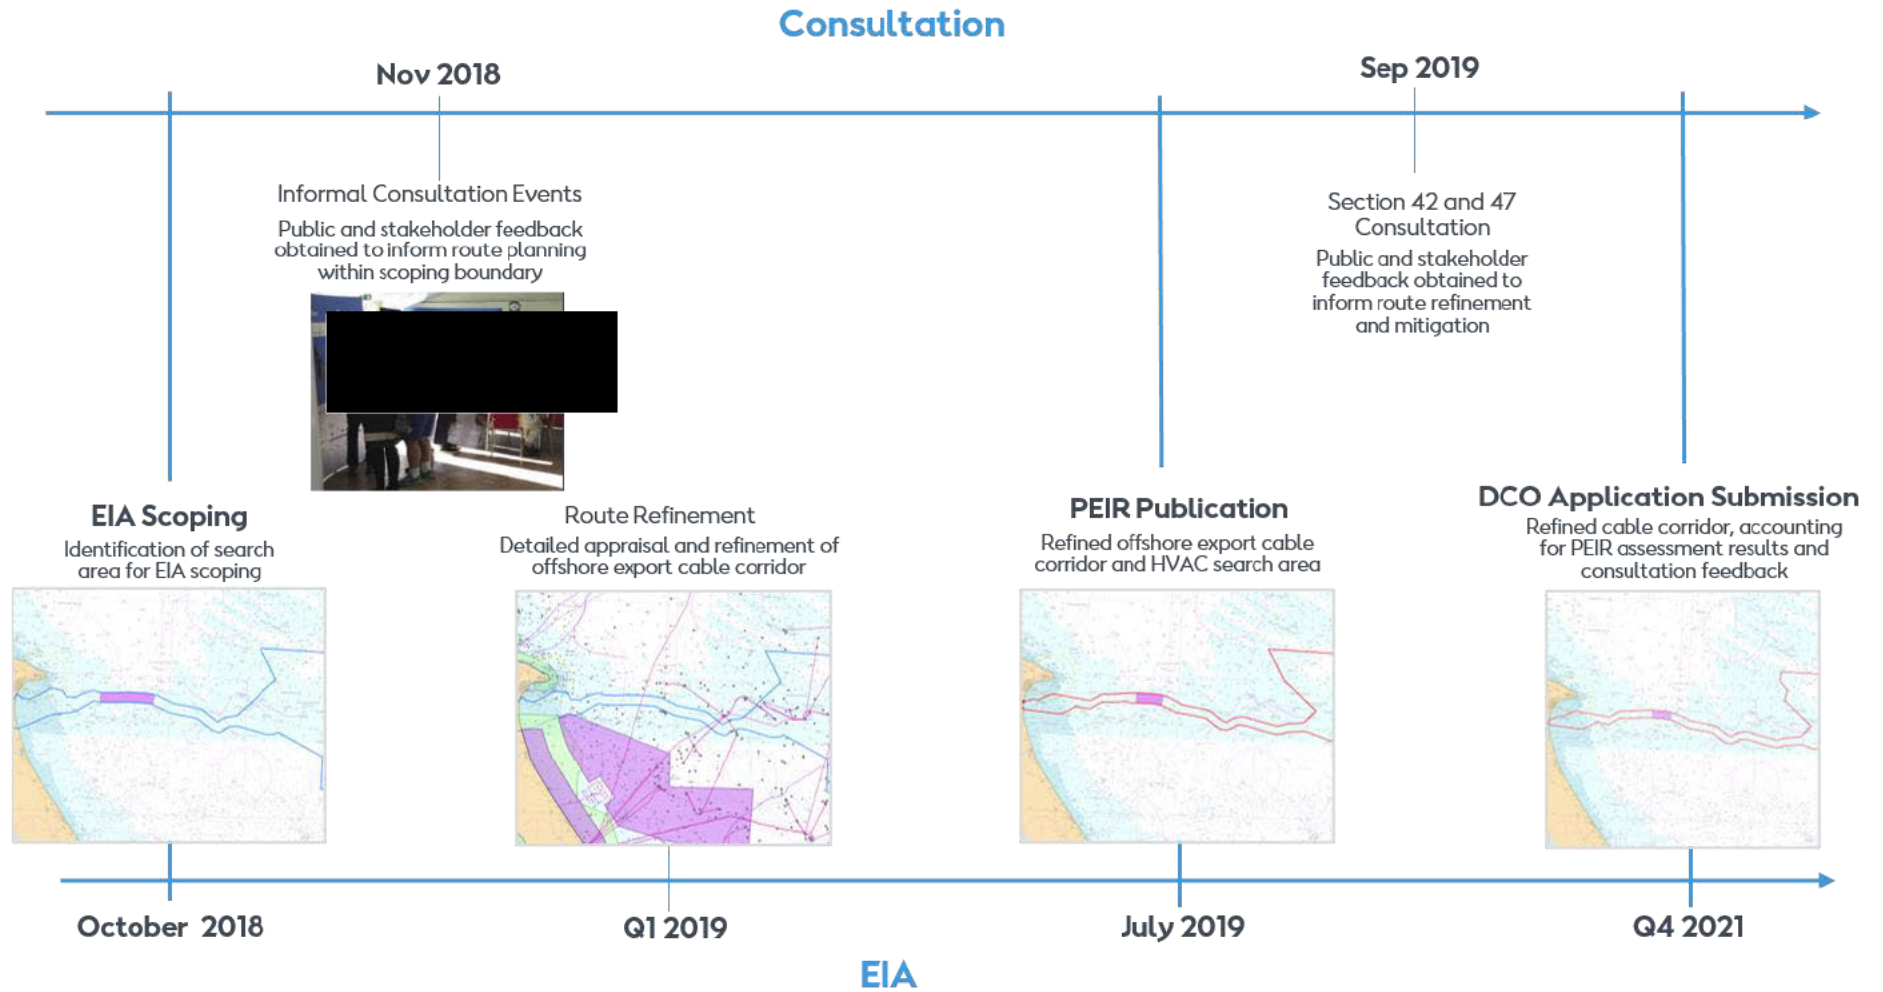 Consultation
Nov 2018
Sep 2019
Informal Consultation Events
Public and stakeholder feedback
obtained to inform route planning
within scoping boundary
Section 42 and 47
Consultation
Public and stakeholder
feedback obtained to
inform route refinement
and mitigation
EIA Scoping
Identification of search
area for EIA scoping
Route Refinement
Detailed appraisal and refinement of
offshore export cable corridor
PEIR Publication
Refined offshore export cable
corridor and HVAC search area
DCO Application Submission
Refined cable corridor, accounting
for PEIR assessment results and
consultation feedback
October 2018
Q1 2019
July 2019
Q4 2021
EIA